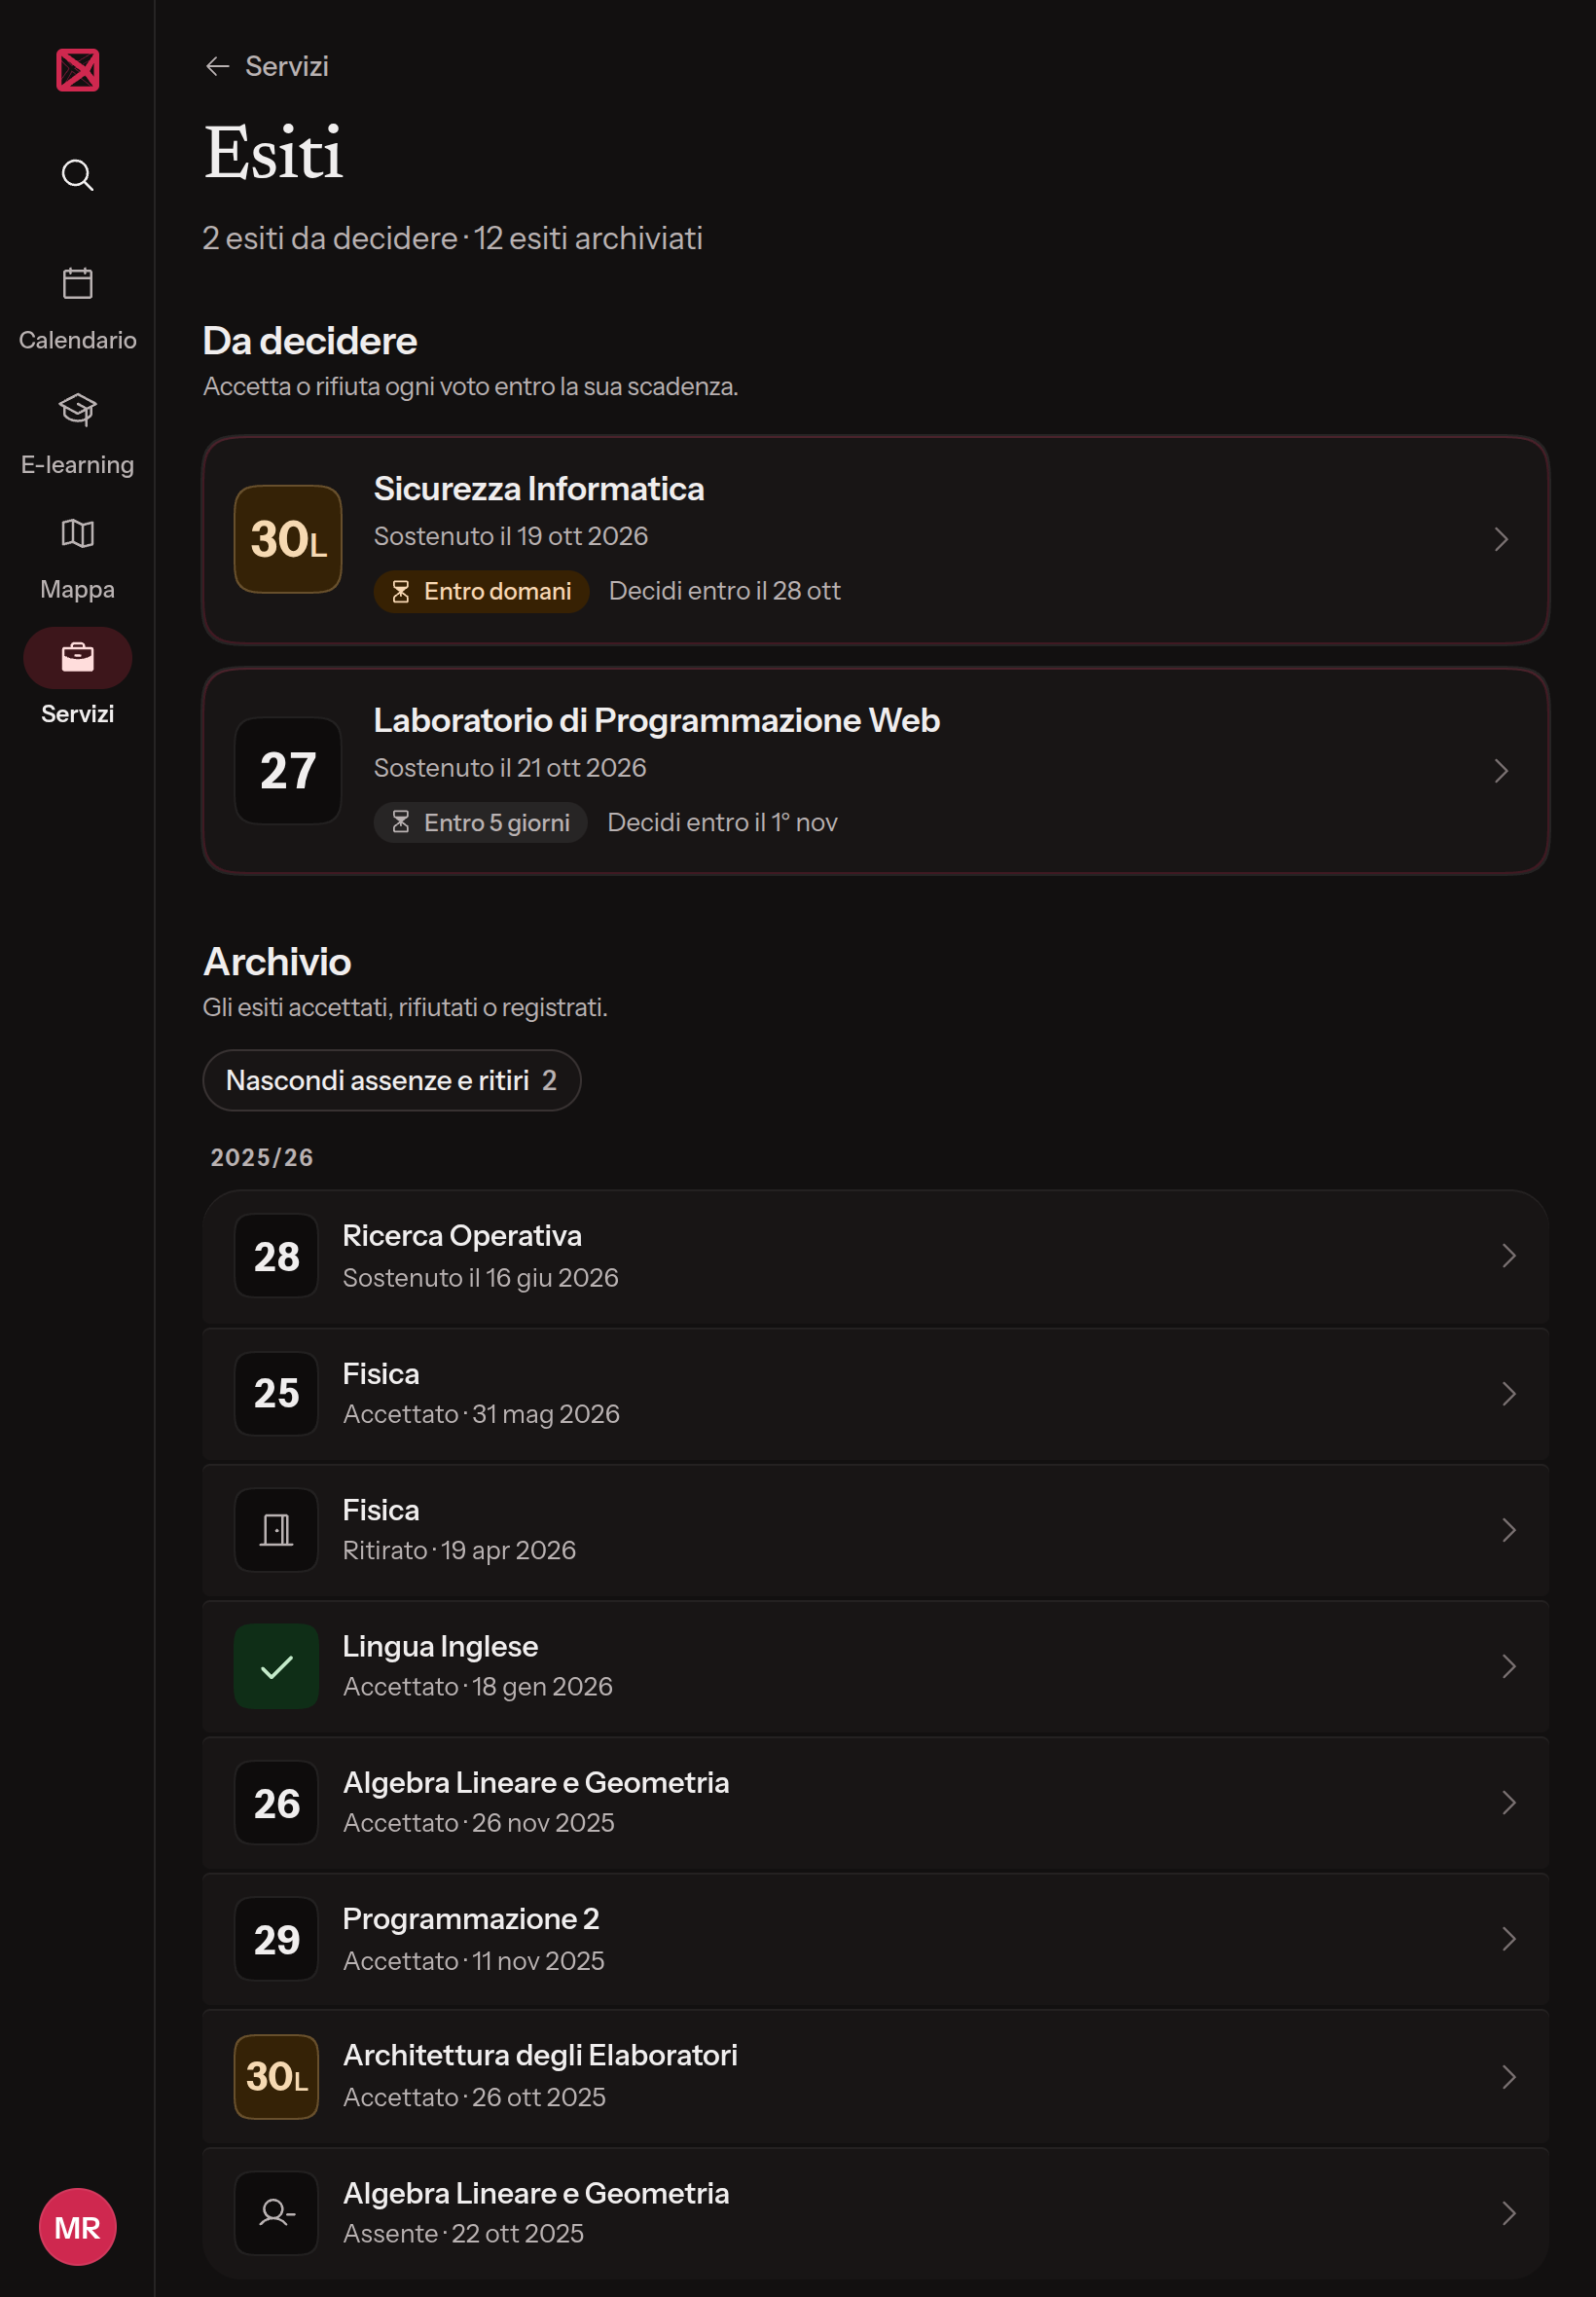 Servizi
Esiti
2 esiti da decidere · 12 esiti archiviati
Calendario
E-learning
Mappa
Servizi
Da decidere
Accetta o rifiuta ogni voto entro la sua scadenza.
30L
Sicurezza Informatica
Sostenuto il 19 ott 2026
Entro domani Decidi entro il 28 ott
27
Laboratorio di Programmazione Web
Sostenuto il 21 ott 2026
Entro 5 giorni Decidi entro il 1° nov
Archivio
Gli esiti accettati, rifiutati o registrati.
Nascondi assenze e ritiri 2
2025/26
28
Ricerca Operativa
Sostenuto il 16 giu 2026
25
Fisica
Accettato · 31 mag 2026
Fisica
Ritirato · 19 apr 2026
Lingua Inglese
Accettato · 18 gen 2026
26
Algebra Lineare e Geometria
Accettato · 26 nov 2025
29
Programmazione 2
Accettato · 11 nov 2025
30L
Architettura degli Elaboratori
Accettato · 26 ott 2025
Algebra Lineare e Geometria
Assente · 22 ott 2025
MR